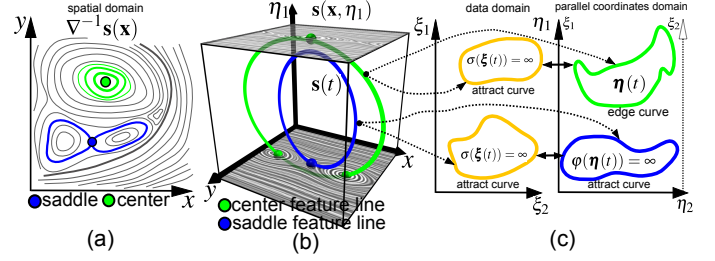 spatial domain
y
∇⁻¹s(x)
x
saddle center
(a)
η₁
s(x, η₁)
s(t)
y
x
center feature line
saddle feature line
(b)
data domain
ξ₁
σ(ξ(t)) = ∞
attract curve
σ(ξ(t)) = ∞
attract curve
ξ₂
parallel coordinates domain
η₁
ξ₁
ξ₂
η(t)
edge curve
φ(η(t)) = ∞
attract curve
η₂
(c)